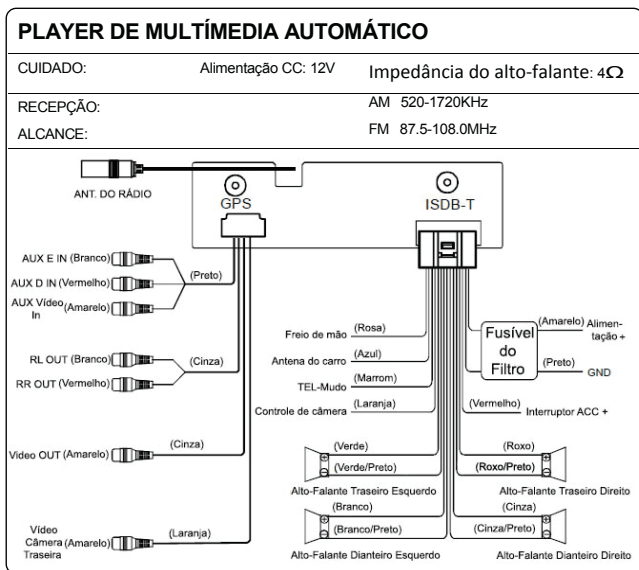 PLAYER DE MULTÍMEDIA AUTOMÁTICO
CUIDADO: Alimentação CC: 12V Impedância do alto-falante: 4Ω
RECEPÇÃO: AM 520-1720KHz
ALCANCE: FM 87.5-108.0MHz
ANT. DO RÁDIO
GPS
ISDB-T
AUX E IN (Branco)
AUX D IN (Vermelho)
(Preto)
AUX Vídeo In (Amarelo)
RL OUT (Branco)
(Cinza)
RR OUT (Vermelho)
(Cinza)
Video OUT (Amarelo)
Vídeo
Câmera (Amarelo)
Traseira
(Laranja)
Freio de mão (Rosa)
Antena do carro (Azul)
TEL-Mudo (Marrom)
Controle de câmera (Laranja)
Fusível
do
Filtro
(Amarelo) Alimen-
tação +
(Preto) GND
(Vermelho) Interruptor ACC +
(Verde)
(Verde/Preto)
Alto-Falante Traseiro Esquerdo
(Roxo)
(Roxo/Preto)
Alto-Falante Traseiro Direito
(Branco)
(Branco/Preto)
Alto-Falante Dianteiro Esquerdo
(Cinza)
(Cinza/Preto)
Alto-Falante Dianteiro Direito